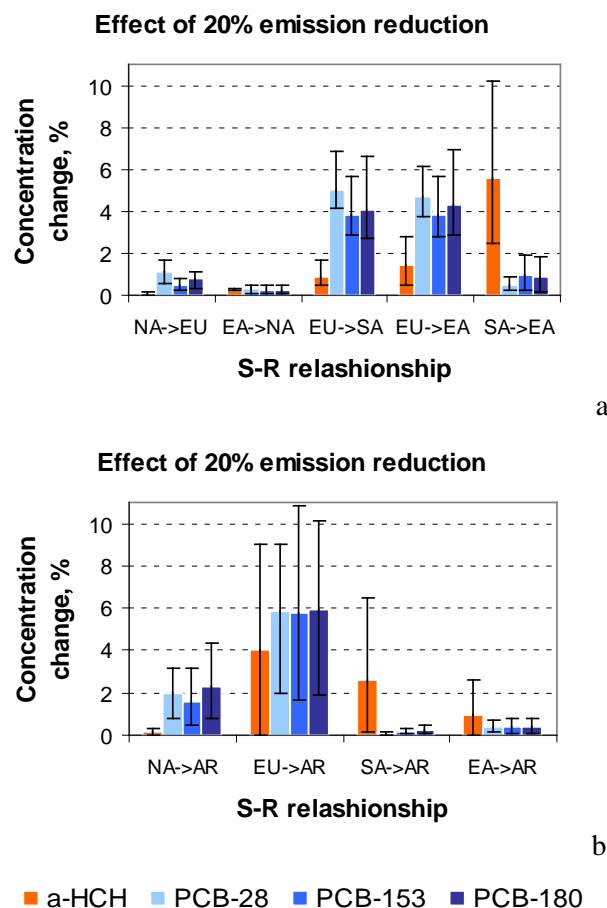 Effect of 20% emission reduction
Concentration
change, %
10
8
6
4
2
0
NA->EU EA->NA EU->SA EU->EA SA->EA
S-R relashionship
a
Effect of 20% emission reduction
Concentration
change, %
10
8
6
4
2
0
NA->AR EU->AR SA->AR EA->AR
S-R relashionship
b
a-HCH PCB-28 PCB-153 PCB-180